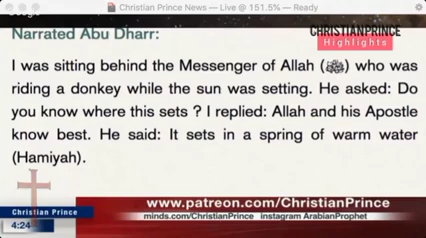 Christian Prince News — Live @ 151.5% — Ready
CHRISTIANPRINCE
Highlights
Narrated Abu Dharr:
I was sitting behind the Messenger of Allah (ﷺ) who was
riding a donkey while the sun was setting. He asked: Do
you know where this sets ? I replied: Allah and his Apostle
know best. He said: It sets in a spring of warm water
(Hamiyah).
Christian Prince
4:24
www.patreon.com/ChristianPrince
minds.com/ChristianPrince instagram ArabianProphet